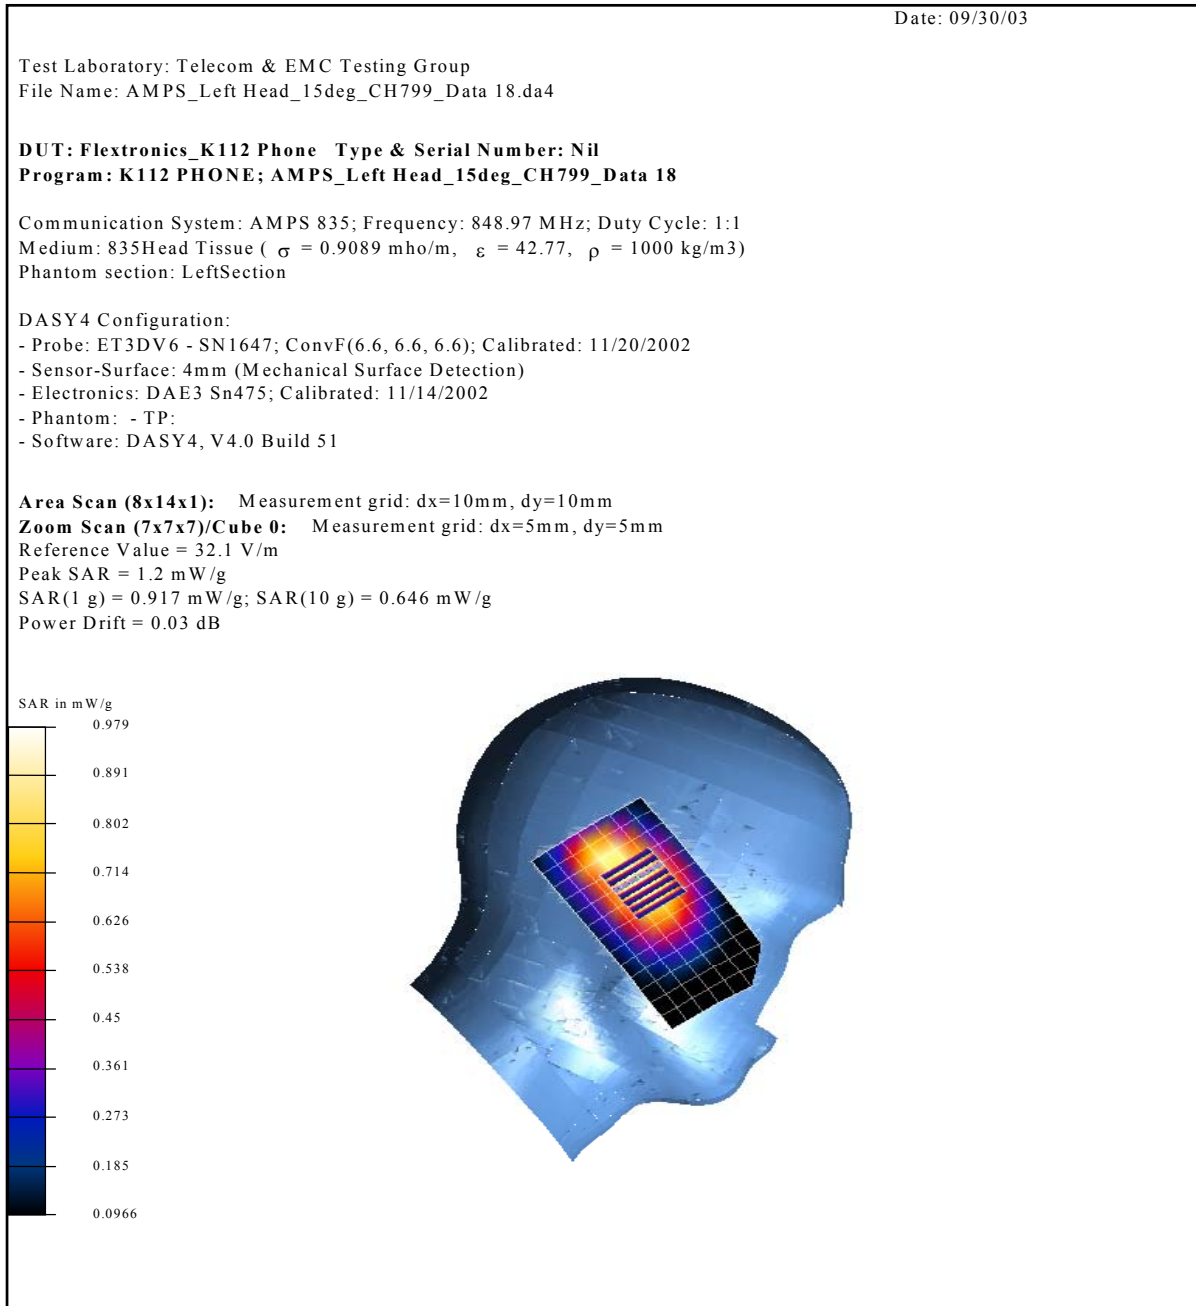 Date: 09/30/03
Test Laboratory: Telecom & EMC Testing Group
File Name: AMPS_Left Head_15deg_CH799_Data 18.da4
DUT: Flextronics_K112 Phone   Type & Serial Number: Nil
Program: K112 PHONE; AMPS_Left Head_15deg_CH799_Data 18
Communication System: AMPS 835; Frequency: 848.97 MHz; Duty Cycle: 1:1
Medium: 835Head Tissue ( σ = 0.9089 mho/m, ε = 42.77, ρ = 1000 kg/m3)
Phantom section: LeftSection
DASY4 Configuration:
- Probe: ET3DV6 - SN1647; ConvF(6.6, 6.6, 6.6); Calibrated: 11/20/2002
- Sensor-Surface: 4mm (Mechanical Surface Detection)
- Electronics: DAE3 Sn475; Calibrated: 11/14/2002
- Phantom:  - TP:
- Software: DASY4, V4.0 Build 51
Area Scan (8x14x1):   Measurement grid: dx=10mm, dy=10mm
Zoom Scan (7x7x7)/Cube 0:   Measurement grid: dx=5mm, dy=5mm
Reference Value = 32.1 V/m
Peak SAR = 1.2 mW/g
SAR(1 g) = 0.917 mW/g; SAR(10 g) = 0.646 mW/g
Power Drift = 0.03 dB
SAR in mW/g
0.979
0.891
0.802
0.714
0.626
0.538
0.45
0.361
0.273
0.185
0.0966